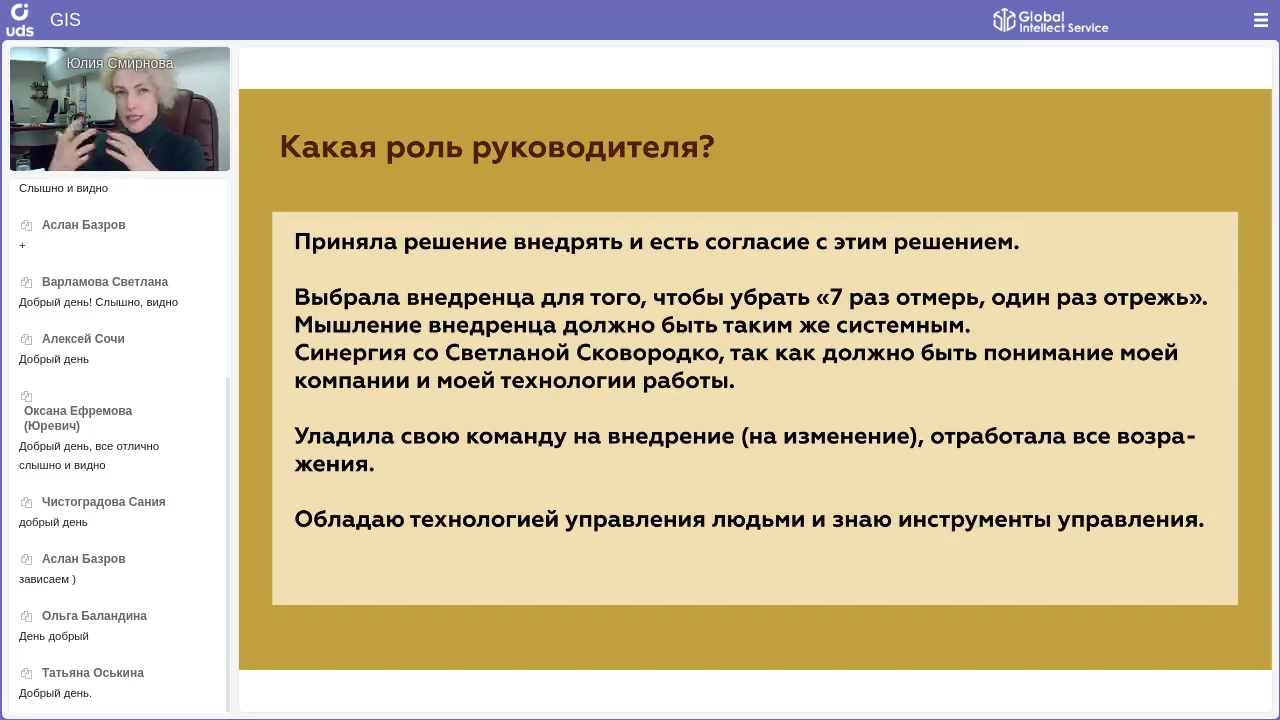 uds
GIS
Global
Intellect Service
Юлия Смирнова
Слышно и видно
Аслан Базров
+
Варламова Светлана
Добрый день! Слышно, видно
Алексей Сочи
Добрый день
Оксана Ефремова
(Юревич)
Добрый день, все отлично
слышно и видно
Чистоградова Сания
добрый день
Аслан Базров
зависаем )
Ольга Баландина
День добрый
Татьяна Оськина
Добрый день.
Какая роль руководителя?
Приняла решение внедрять и есть согласие с этим решением.
Выбрала внедренца для того, чтобы убрать «7 раз отмерь, один раз отрежь».
Мышление внедренца должно быть таким же системным.
Синергия со Светланой Сковородко, так как должно быть понимание моей
компании и моей технологии работы.
Уладила свою команду на внедрение (на изменение), отработала все возра-
жения.
Обладаю технологией управления людьми и знаю инструменты управления.